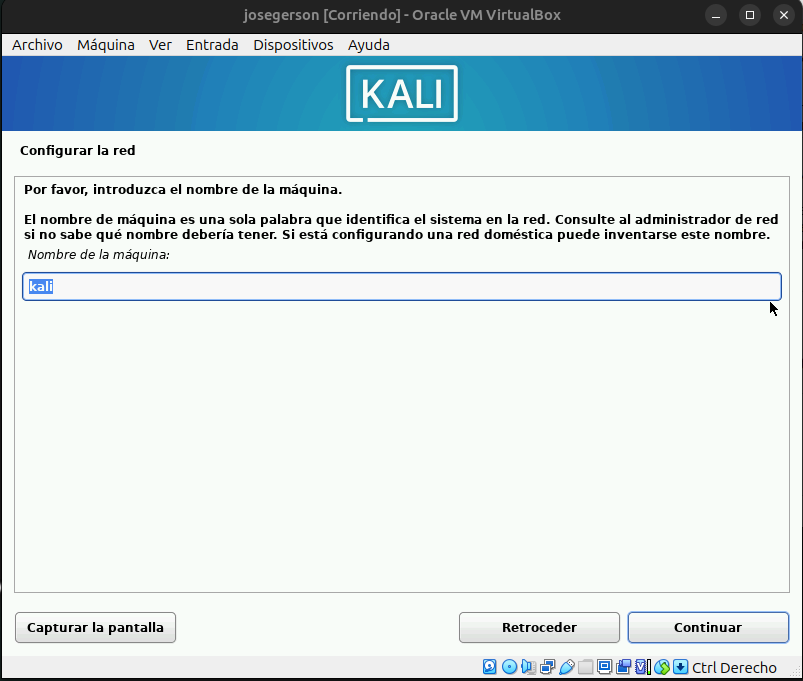 josegerson [Corriendo] - Oracle VM VirtualBox
Archivo Máquina Ver Entrada Dispositivos Ayuda
KALI
Configurar la red
Por favor, introduzca el nombre de la máquina.
El nombre de máquina es una sola palabra que identifica el sistema en la red. Consulte al administrador de red
si no sabe qué nombre debería tener. Si está configurando una red doméstica puede inventarse este nombre.
Nombre de la máquina:
kali
Capturar la pantalla
Retroceder
Continuar
Ctrl Derecho